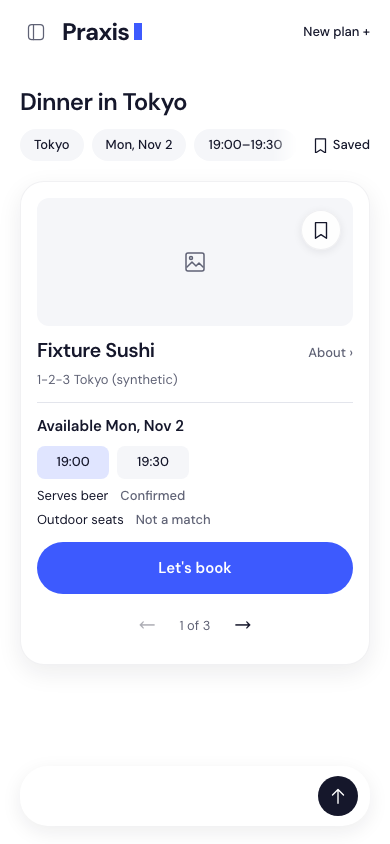 Praxis
New plan +
Dinner in Tokyo
Tokyo
Mon, Nov 2
19:00–19:30
Saved
Fixture Sushi
About ›
1-2-3 Tokyo (synthetic)
Available Mon, Nov 2
19:00
19:30
Serves beer Confirmed
Outdoor seats Not a match
Let's book
← 1 of 3 →